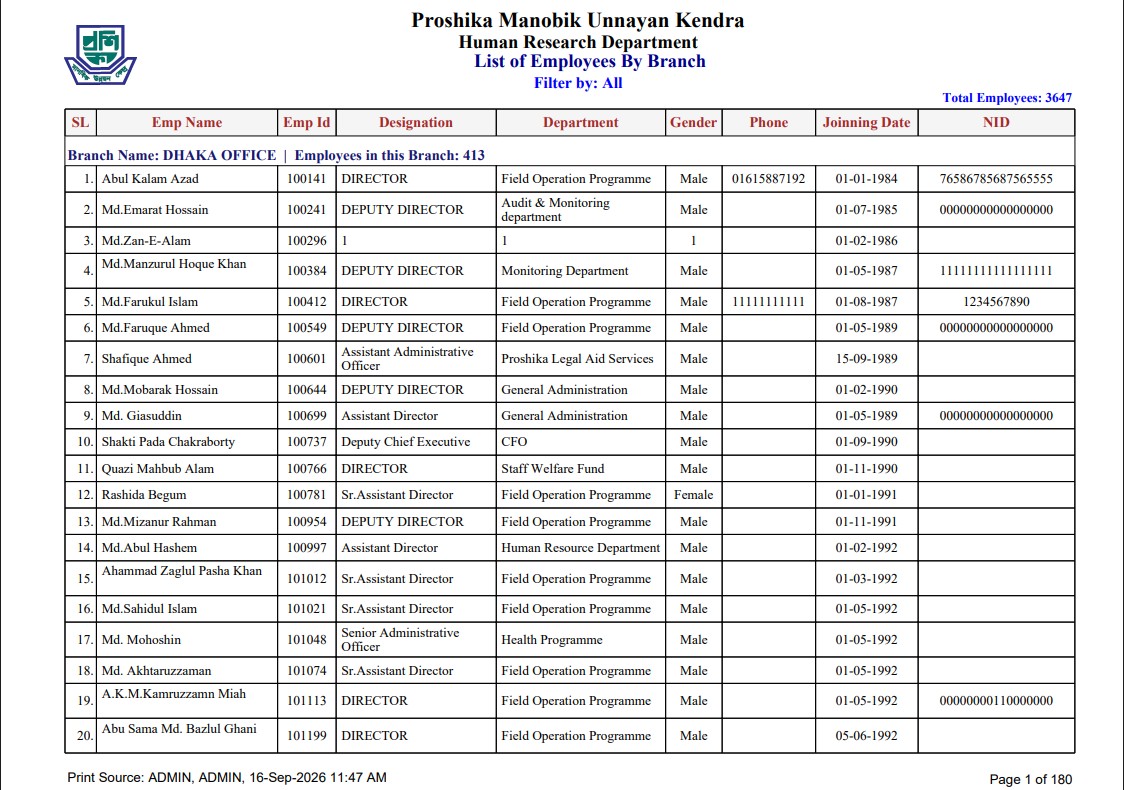 প্রশিকা
মানবিক উন্নয়ন কেন্দ্র
Proshika Manobik Unnayan Kendra
Human Research Department
List of Employees By Branch
Filter by: All
Total Employees: 3647
SL Emp Name Emp Id Designation Department Gender Phone Joinning Date NID
Branch Name: DHAKA OFFICE | Employees in this Branch: 413
1. Abul Kalam Azad 100141 DIRECTOR Field Operation Programme Male 01615887192 01-01-1984 76586785687565555
2. Md.Emarat Hossain 100241 DEPUTY DIRECTOR Audit & Monitoring department Male 01-07-1985 00000000000000000
3. Md.Zan-E-Alam 100296 1 1 1 01-02-1986
4. Md.Manzurul Hoque Khan 100384 DEPUTY DIRECTOR Monitoring Department Male 01-05-1987 11111111111111111
5. Md.Farukul Islam 100412 DIRECTOR Field Operation Programme Male 11111111111 01-08-1987 1234567890
6. Md.Faruque Ahmed 100549 DEPUTY DIRECTOR Field Operation Programme Male 01-05-1989 00000000000000000
7. Shafique Ahmed 100601 Assistant Administrative Officer Proshika Legal Aid Services Male 15-09-1989
8. Md.Mobarak Hossain 100644 DEPUTY DIRECTOR General Administration Male 01-02-1990
9. Md. Giasuddin 100699 Assistant Director General Administration Male 01-05-1989 00000000000000000
10. Shakti Pada Chakraborty 100737 Deputy Chief Executive CFO Male 01-09-1990
11. Quazi Mahbub Alam 100766 DIRECTOR Staff Welfare Fund Male 01-11-1990
12. Rashida Begum 100781 Sr.Assistant Director Field Operation Programme Female 01-01-1991
13. Md.Mizanur Rahman 100954 DEPUTY DIRECTOR Field Operation Programme Male 01-11-1991
14. Md.Abul Hashem 100997 Assistant Director Human Resource Department Male 01-02-1992
15. Ahammad Zaglul Pasha Khan 101012 Sr.Assistant Director Field Operation Programme Male 01-03-1992
16. Md.Sahidul Islam 101021 Sr.Assistant Director Field Operation Programme Male 01-05-1992
17. Md. Mohoshin 101048 Senior Administrative Officer Health Programme Male 01-05-1992
18. Md. Akhtaruzzaman 101074 Sr.Assistant Director Field Operation Programme Male 01-05-1992
19. A.K.M.Kamruzzamn Miah 101113 DIRECTOR Field Operation Programme Male 01-05-1992 00000000110000000
20. Abu Sama Md. Bazlul Ghani 101199 DIRECTOR Field Operation Programme Male 05-06-1992
Print Source: ADMIN, ADMIN, 16-Sep-2026 11:47 AM
Page 1 of 180